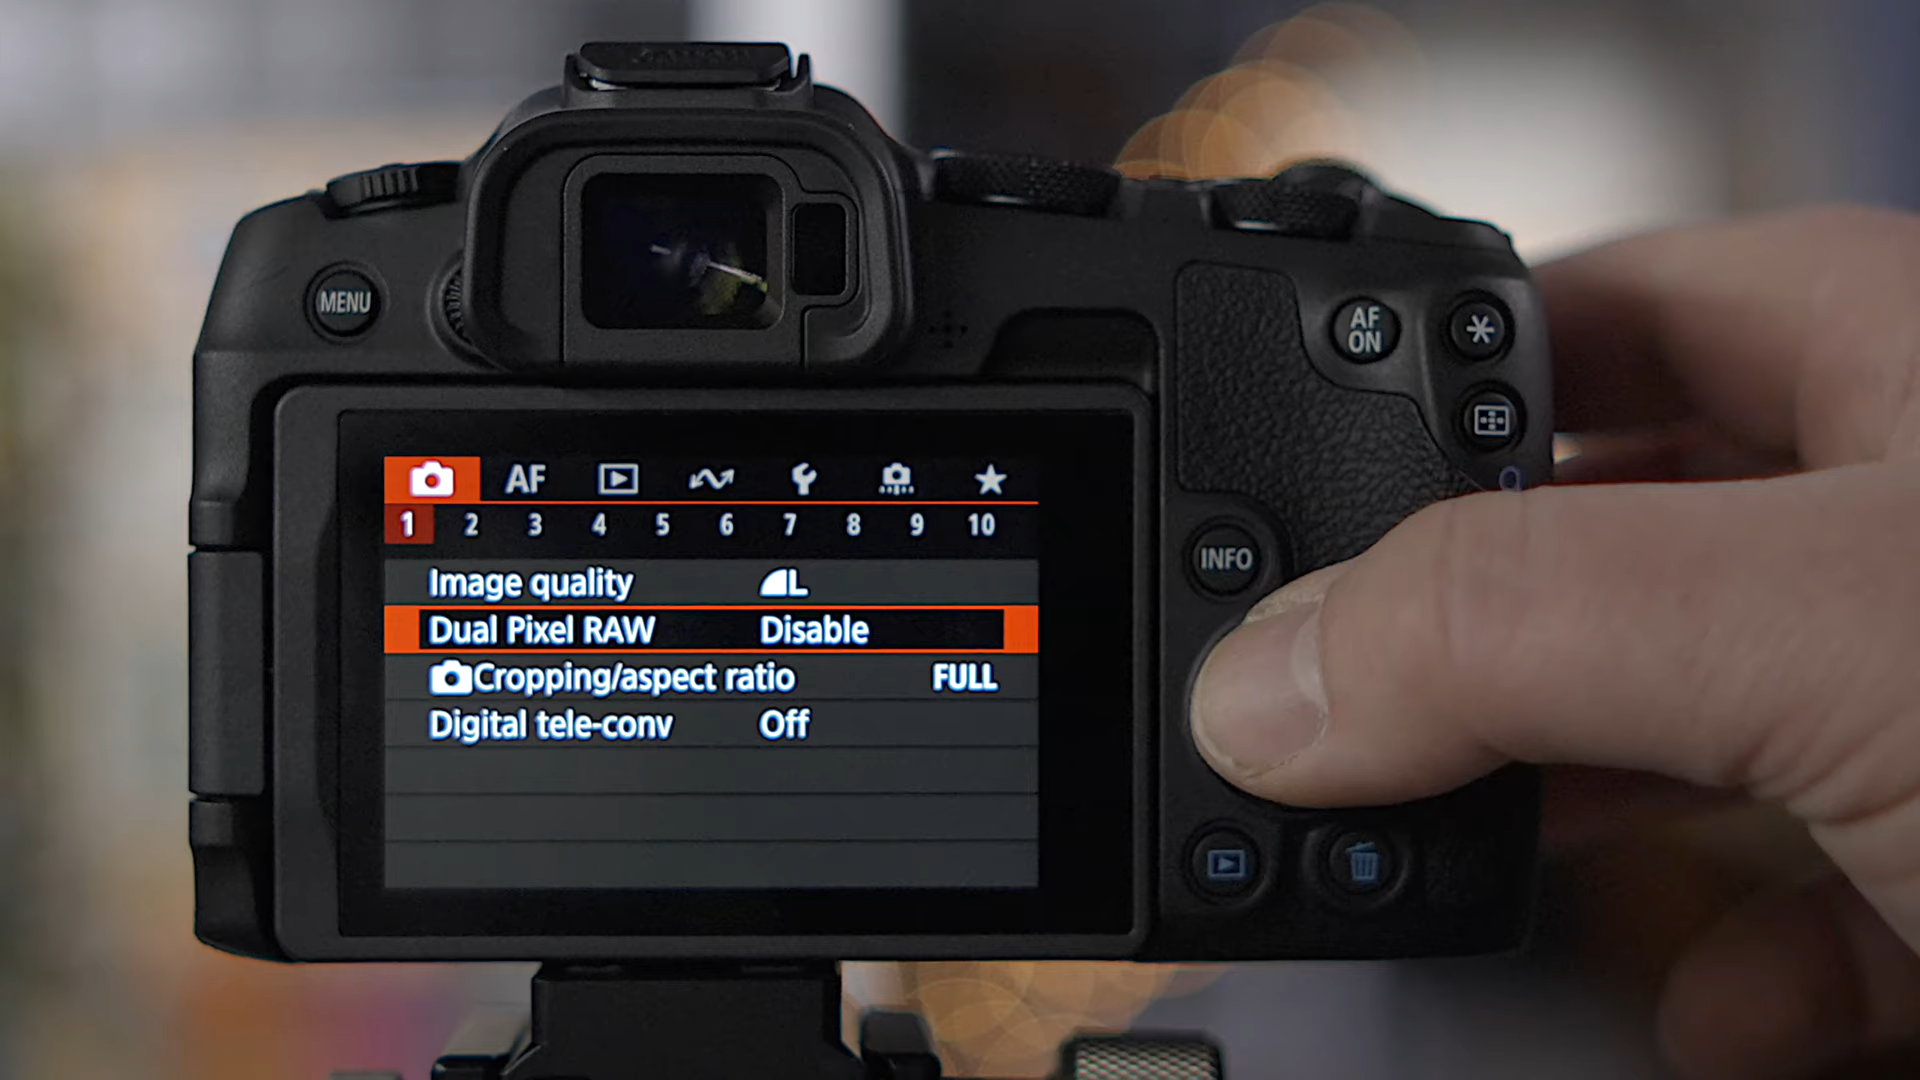 MENU
AF
ON
AF
1 2 3 4 5 6 7 8 9 10
Image quality L
INFO
Dual Pixel RAW Disable
Cropping/aspect ratio FULL
Digital tele-conv Off